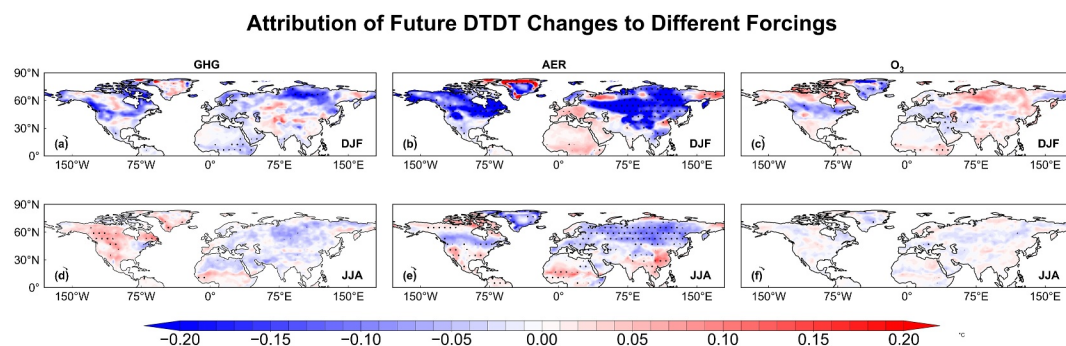 Attribution of Future DTDT Changes to Different Forcings
GHG AER O3
90°N
60°N
30°N
0°
(a) DJF (b) DJF (c) DJF
150°W 75°W 0° 75°E 150°W 150°W 75°W 0° 75°E 150°W 150°W 75°W 0° 75°E 150°W
90°N
60°N
30°N
0°
(d) JJA (e) JJA (f) JJA
150°W 75°W 0° 75°E 150°W 150°W 75°W 0° 75°E 150°W 150°W 75°W 0° 75°E 150°W
−0.20 −0.15 −0.10 −0.05 0.00 0.05 0.10 0.15 0.20 °C